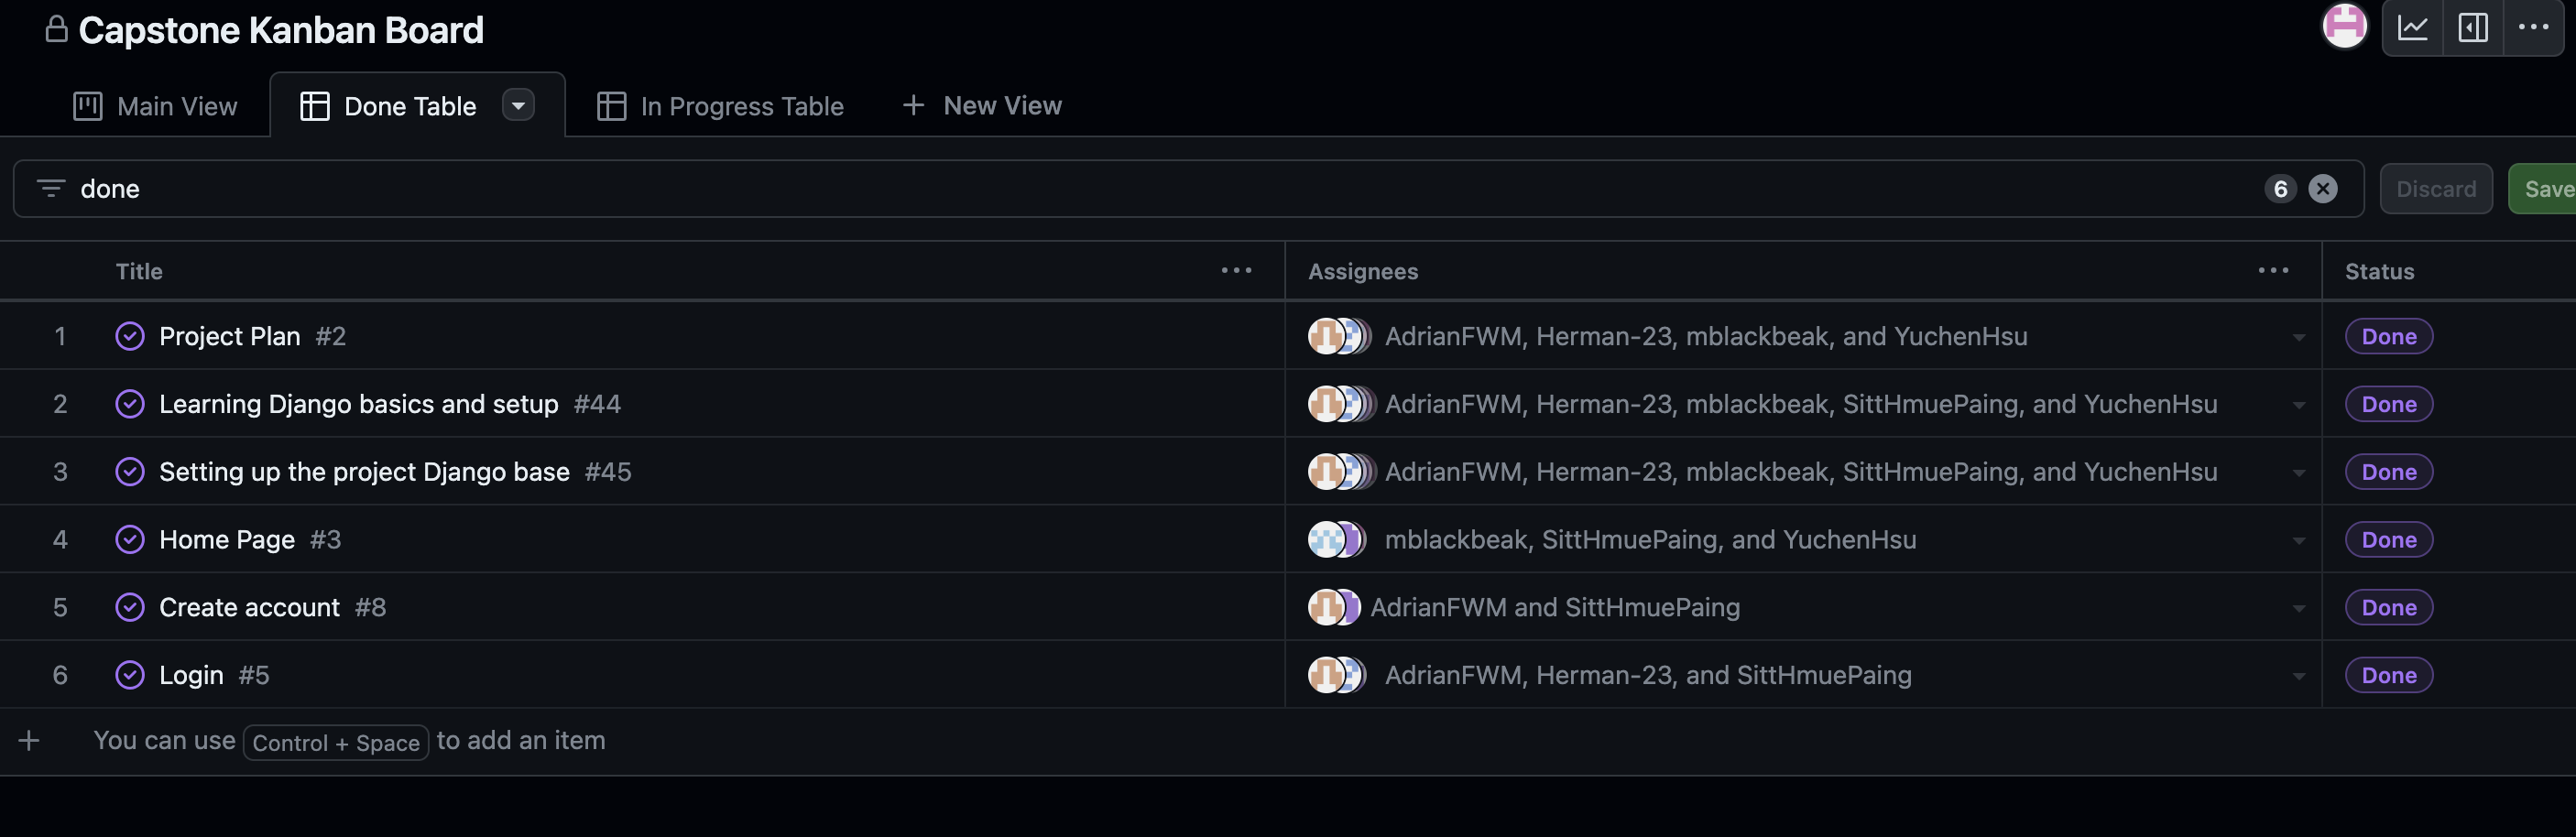 Capstone Kanban Board
Main View Done Table In Progress Table + New View
done 6 Discard Save
Title Assignees Status
1 Project Plan #2 AdrianFWM, Herman-23, mblackbeak, and YuchenHsu Done
2 Learning Django basics and setup #44 AdrianFWM, Herman-23, mblackbeak, SittHmuePaing, and YuchenHsu Done
3 Setting up the project Django base #45 AdrianFWM, Herman-23, mblackbeak, SittHmuePaing, and YuchenHsu Done
4 Home Page #3 mblackbeak, SittHmuePaing, and YuchenHsu Done
5 Create account #8 AdrianFWM and SittHmuePaing Done
6 Login #5 AdrianFWM, Herman-23, and SittHmuePaing Done
+ You can use Control + Space to add an item